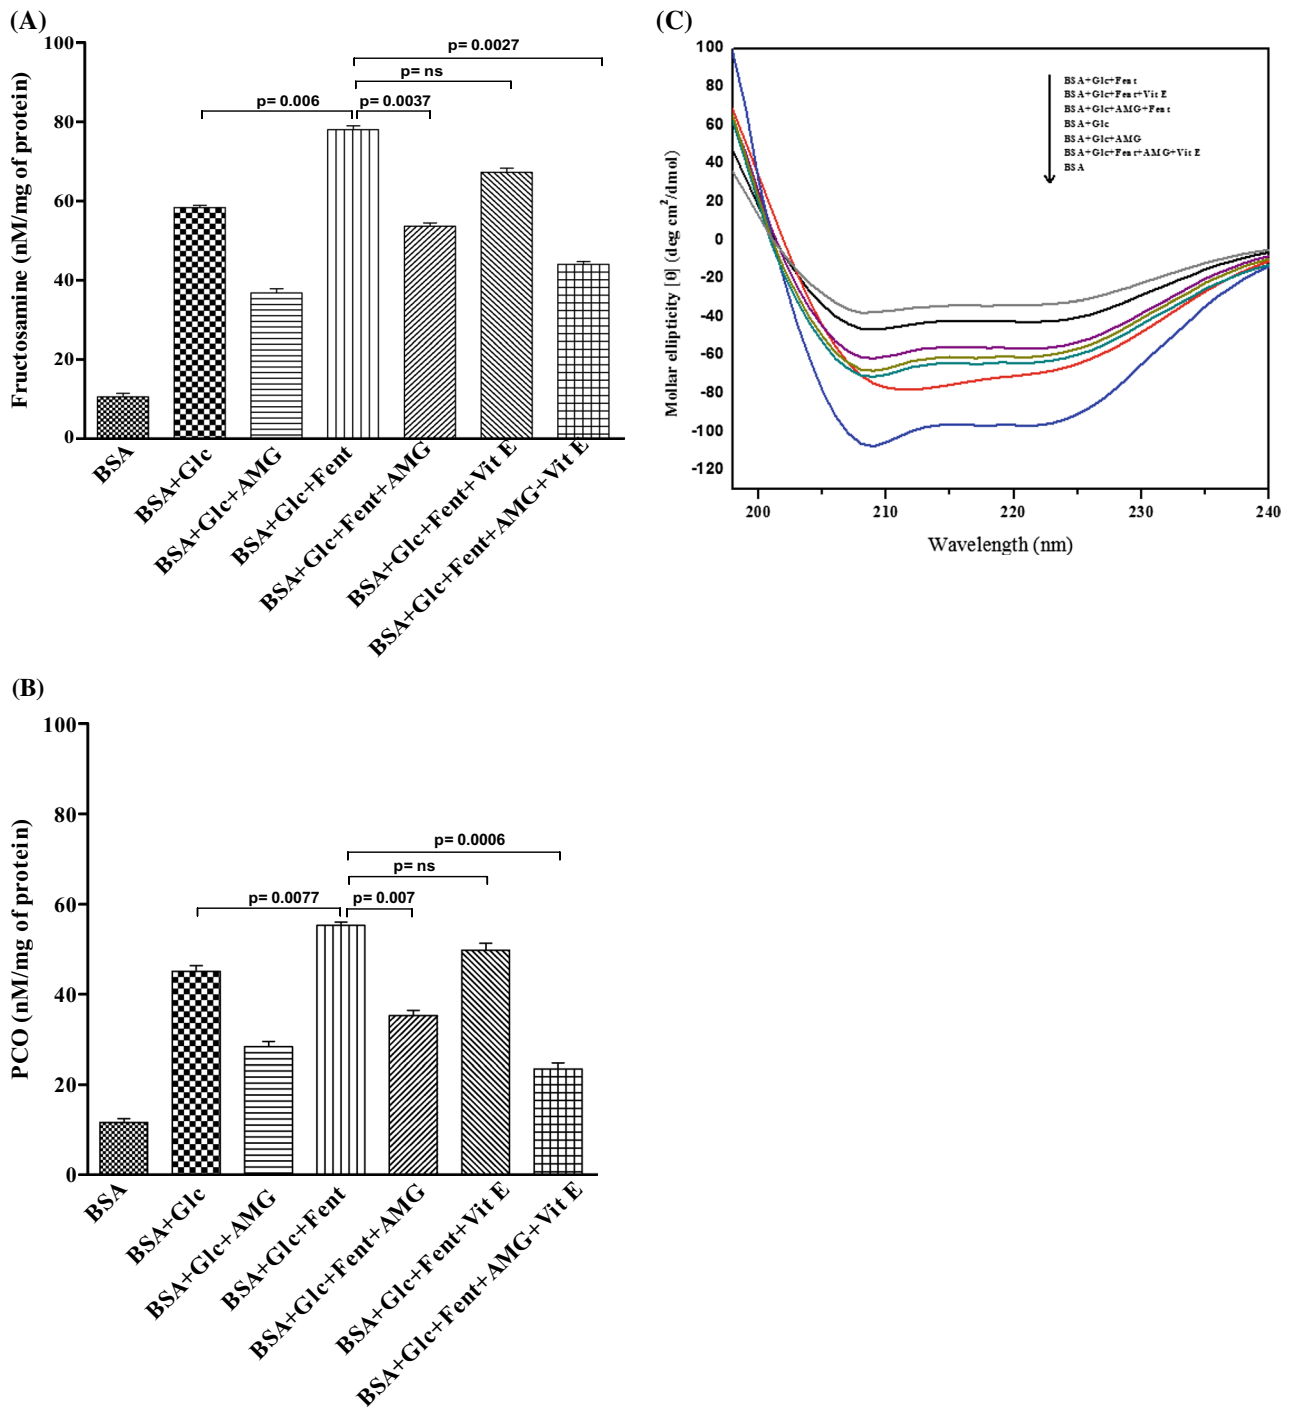 (A)
Fructosamine (nM/mg of protein)
100
80
60
40
20
0
p= 0.0027
p= ns
p= 0.006
p= 0.0037
BSA
BSA+Glc
BSA+Glc+AMG
BSA+Glc+Fent
BSA+Glc+Fent+AMG
BSA+Glc+Fent+Vit E
BSA+Glc+Fent+AMG+Vit E
(C)
Mollar ellipticity [θ] (deg cm²/dmol)
100
80
60
40
20
0
-20
-40
-60
-80
-100
-120
BSA+Glc+Fent
BSA+Glc+Fent+Vit E
BSA+Glc+AMG+Fent
BSA+Glc
BSA+Glc+AMG
BSA+Glc+Fent+AMG+Vit E
BSA
200
210
220
230
240
Wavelength (nm)
(B)
PCO (nM/mg of protein)
100
80
60
40
20
0
p= 0.0006
p= ns
p= 0.0077
p= 0.007
BSA
BSA+Glc
BSA+Glc+AMG
BSA+Glc+Fent
BSA+Glc+Fent+AMG
BSA+Glc+Fent+Vit E
BSA+Glc+Fent+AMG+Vit E